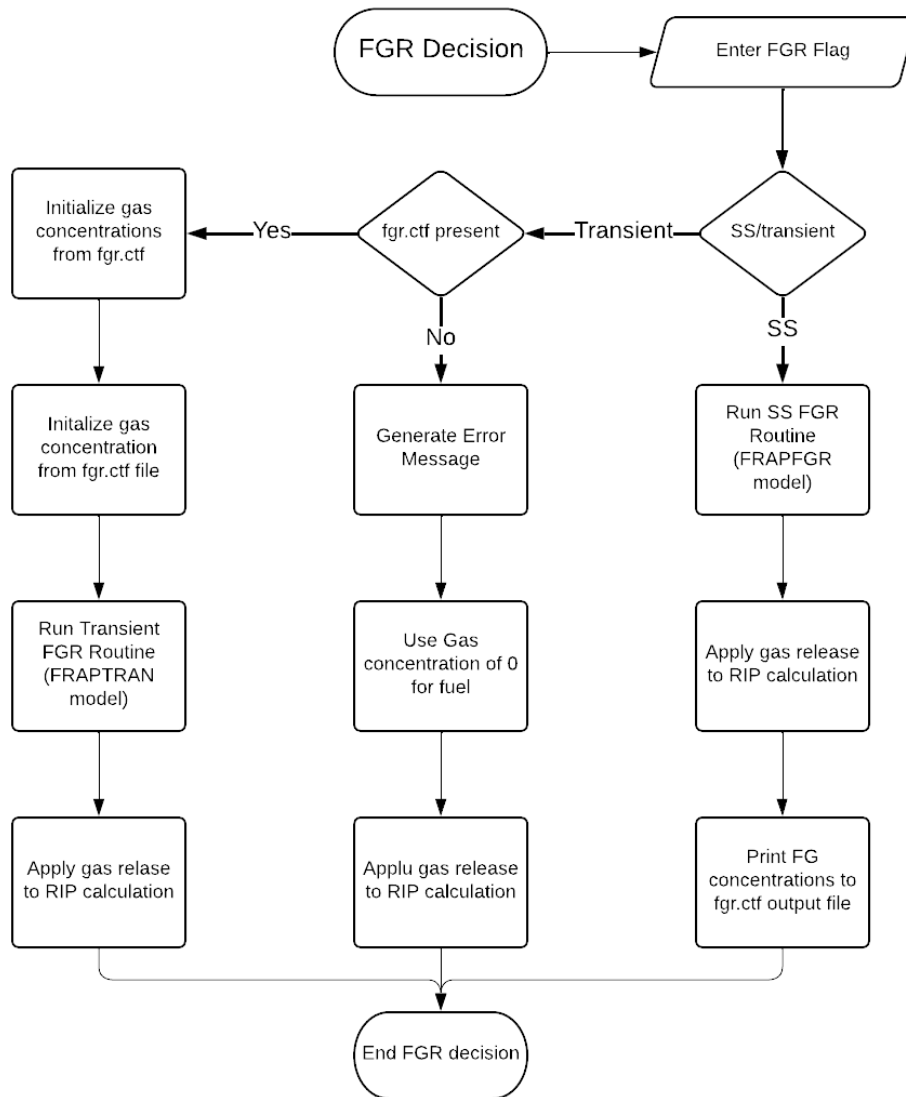 FGR Decision
Enter FGR Flag
SS/transient
Transient
fgr.ctf present
Yes
Initialize gas
concentrations
from fgr.ctf
No
SS
Initalize gas
concentration
from fgr.ctf file
Generate Error
Message
Run SS FGR
Routine
(FRAPFGR
model)
Run Transient
FGR Routine
(FRAPTRAN
model)
Use Gas
concentration of 0
for fuel
Apply gas release
to RIP calculation
Apply gas relase
to RIP calculation
Applu gas release
to RIP calculation
Print FG
concentrations to
fgr.ctf output file
End FGR decision